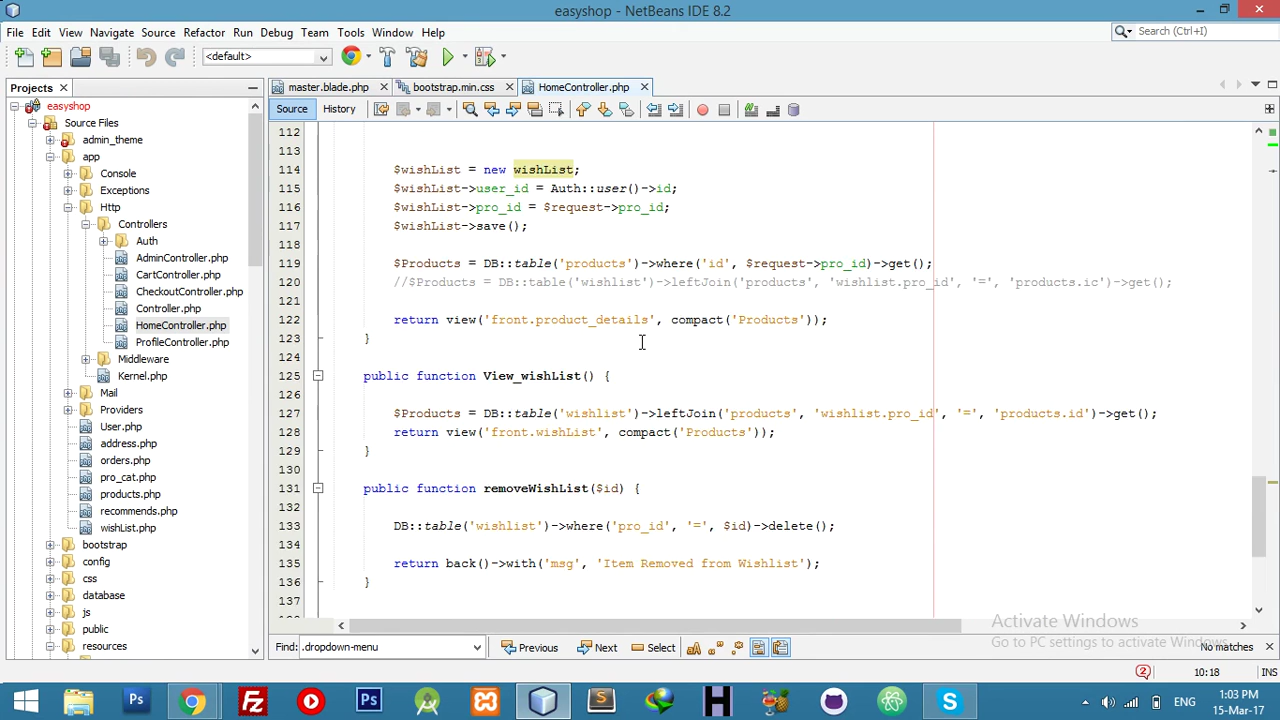 easyshop - NetBeans IDE 8.2
File Edit View Navigate Source Refactor Run Debug Team Tools Window Help
Search (Ctrl+I)
<default>
Projects
master.blade.php
bootstrap.min.css
HomeController.php
easyshop
Source History
Source Files
admin_theme
app
Console
Exceptions
Http
Controllers
Auth
AdminController.php
CartController.php
CheckoutController.php
Controller.php
HomeController.php
ProfileController.php
Middleware
Kernel.php
Mail
Providers
User.php
address.php
orders.php
pro_cat.php
products.php
recommends.php
wishList.php
bootstrap
config
css
database
js
public
resources
112
113
114 $wishList = new wishList;
115 $wishList->user_id = Auth::user()->id;
116 $wishList->pro_id = $request->pro_id;
117 $wishList->save();
118
119 $Products = DB::table('products')->where('id', $request->pro_id)->get();
120 //$Products = DB::table('wishlist')->leftJoin('products', 'wishlist.pro_id', '=', 'products.ic')->get();
121
122 return view('front.product_details', compact('Products'));
123 }
124
125 public function View_wishList() {
126
127 $Products = DB::table('wishlist')->leftJoin('products', 'wishlist.pro_id', '=', 'products.id')->get();
128 return view('front.wishList', compact('Products'));
129 }
130
131 public function removeWishList($id) {
132
133 DB::table('wishlist')->where('pro_id', '=', $id)->delete();
134
135 return back()->with('msg', 'Item Removed from Wishlist');
136 }
137
Activate Windows
Go to PC settings to activate Windows.
Find: .dropdown-menu Previous Next Select No matches
2 10:18 INS
ENG
1:03 PM
15-Mar-17